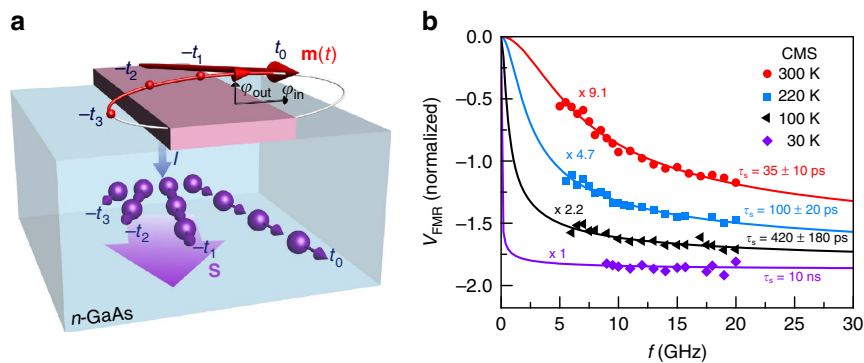 a
−t₂
−t₁
t₀
m(t)
−t₃
φout
φin
I
−t₃
−t₂
−t₁
t₀
S
n-GaAs
b
CMS
300 K
220 K
100 K
30 K
x 9.1
x 4.7
x 2.2
x 1
τs = 35 ± 10 ps
τs = 100 ± 20 ps
τs = 420 ± 180 ps
τs = 10 ns
0.0
−0.5
−1.0
−1.5
−2.0
VFMR (normalized)
0 5 10 15 20 25 30
f (GHz)